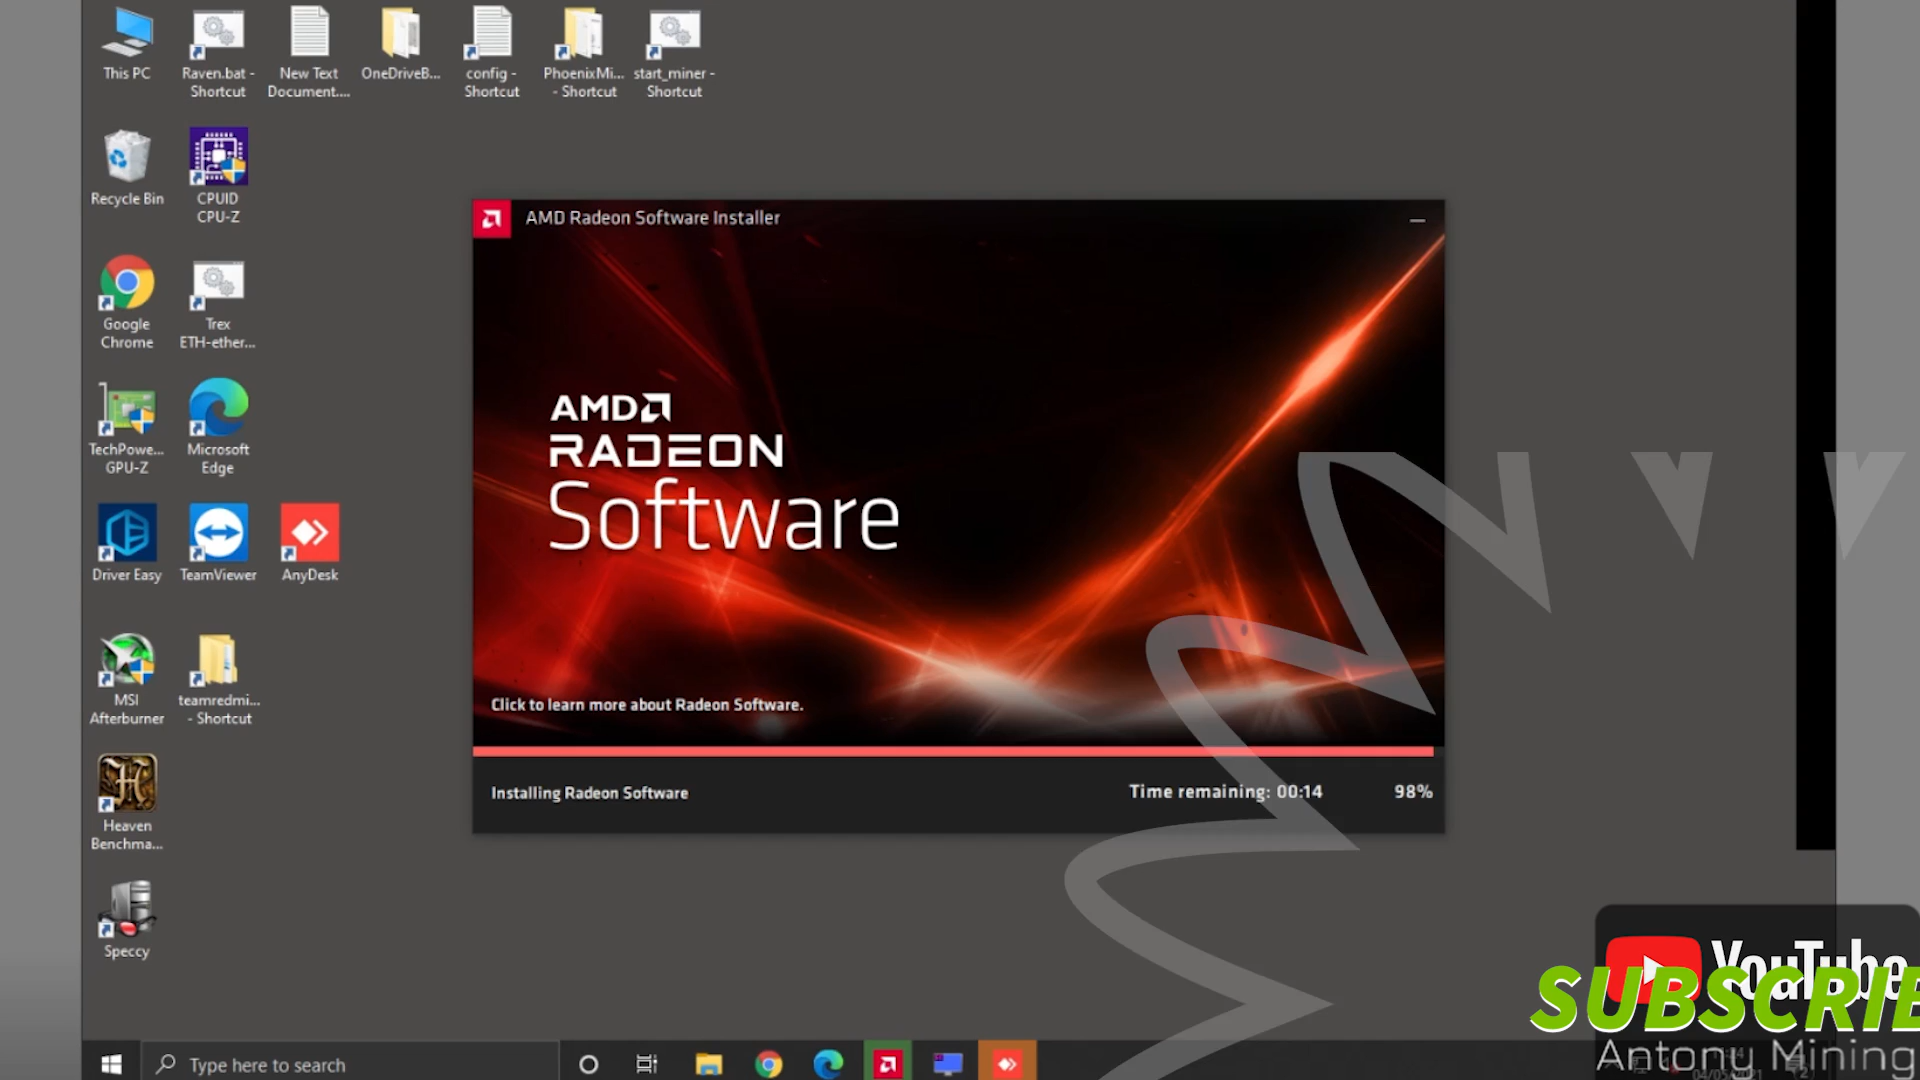 This PC
Raven.bat -
Shortcut
New Text
Document....
OneDriveB...
config -
Shortcut
PhoenixMi...
- Shortcut
start_miner -
Shortcut
Recycle Bin
CPUID
CPU-Z
Google
Chrome
Trex
ETH-ether...
TechPowe...
GPU-Z
Microsoft
Edge
Driver Easy
TeamViewer
AnyDesk
MSI
Afterburner
teamredmi...
- Shortcut
Heaven
Benchma...
Speccy
AMD Radeon Software Installer
AMD
RADEON
Software
Click to learn more about Radeon Software.
Installing Radeon Software
Time remaining: 00:14
98%
YouTube
SUBSCRIBE
Antony Mining
Type here to search
04/05/2021